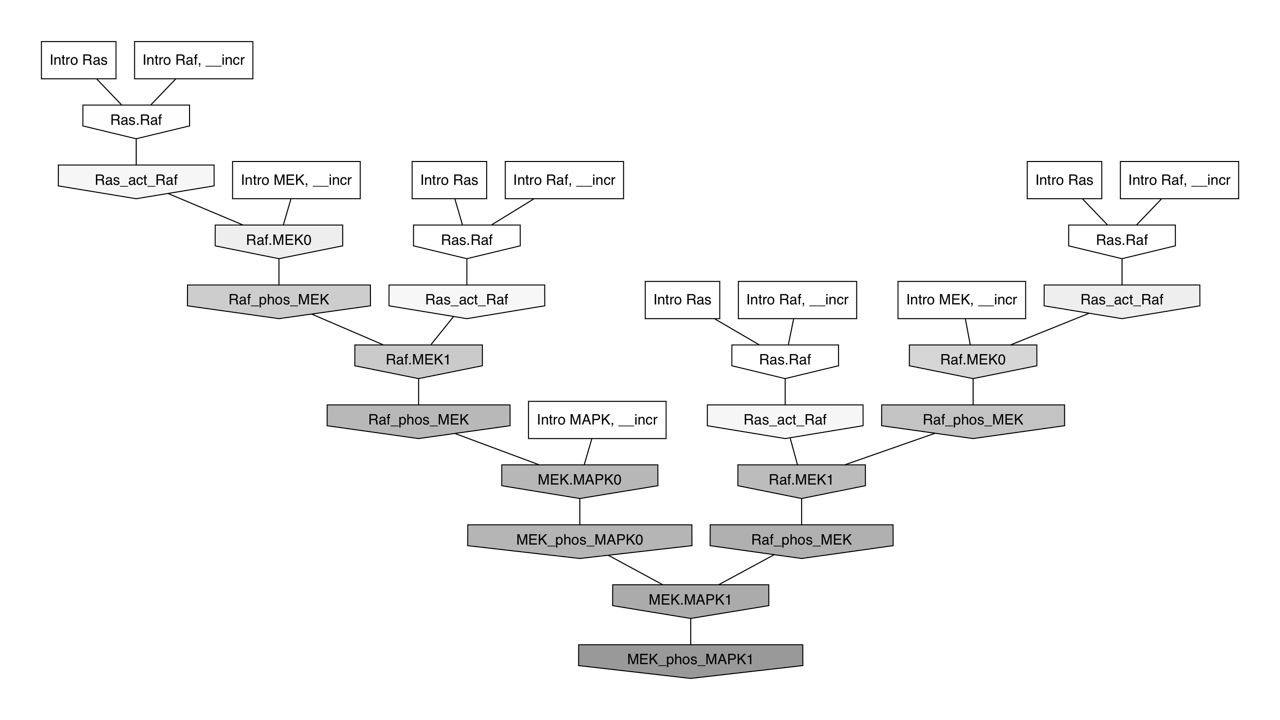 Intro Ras
Intro Raf, __incr
Ras.Raf
Ras_act_Raf
Intro MEK, __incr
Intro Ras
Intro Raf, __incr
Intro Ras
Intro Raf, __incr
Raf.MEK0
Ras.Raf
Ras.Raf
Raf_phos_MEK
Ras_act_Raf
Intro Ras
Intro Raf, __incr
Intro MEK, __incr
Ras_act_Raf
Raf.MEK1
Ras.Raf
Raf.MEK0
Raf_phos_MEK
Intro MAPK, __incr
Ras_act_Raf
Raf_phos_MEK
MEK.MAPK0
Raf.MEK1
MEK_phos_MAPK0
Raf_phos_MEK
MEK.MAPK1
MEK_phos_MAPK1